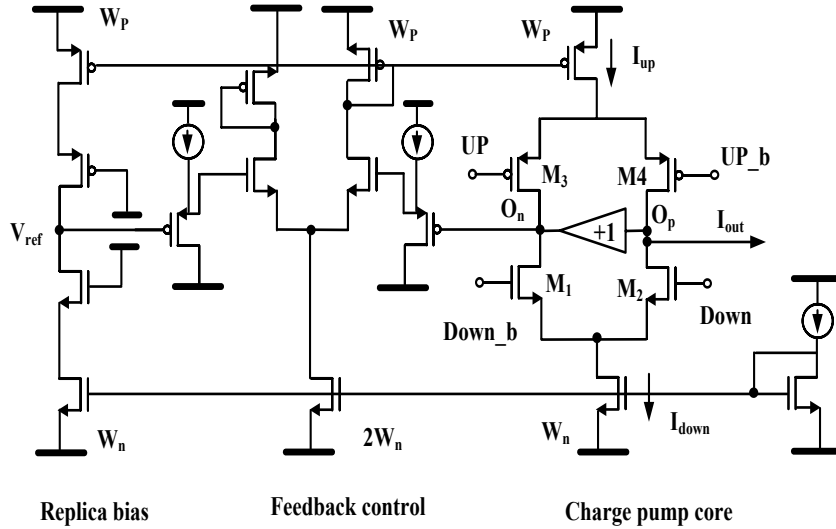 W_P W_P W_P
I_up
UP M_3 M4 UP_b
O_n O_p
V_ref +1 I_out
M_1 M_2
Down_b Down
W_n 2W_n W_n I_down
Replica bias Feedback control Charge pump core